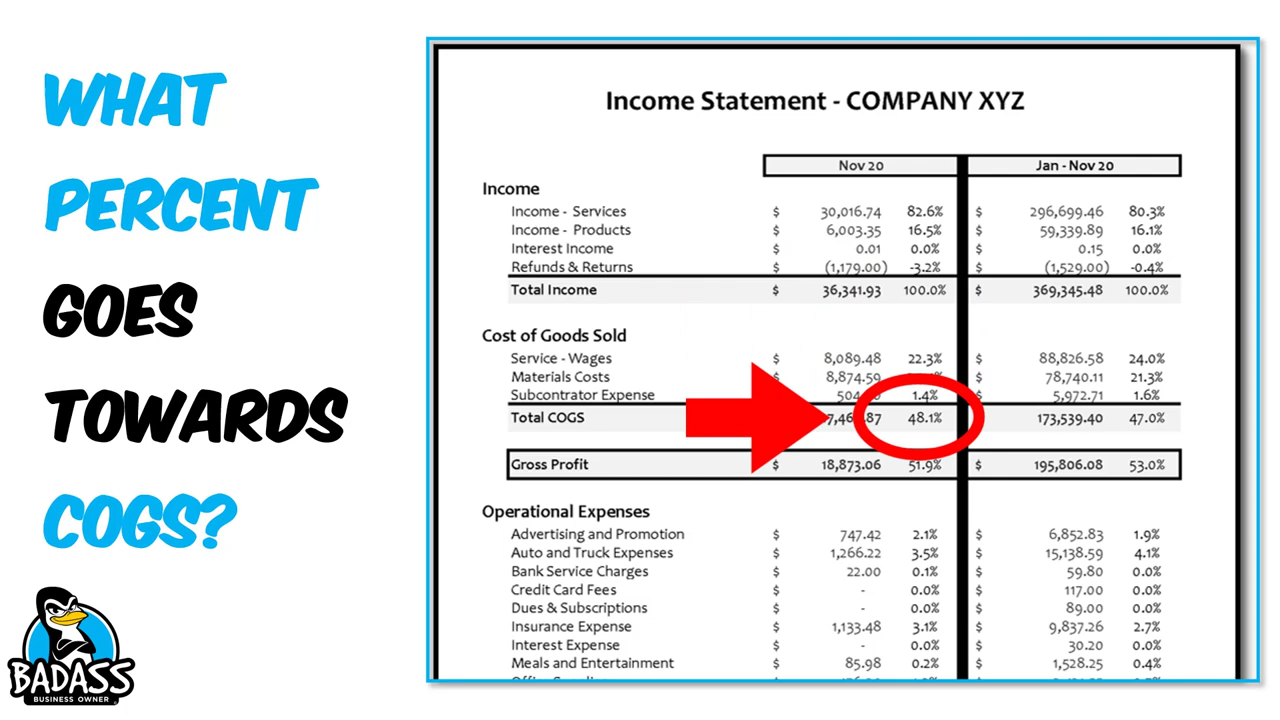 WHAT
PERCENT
GOES
TOWARDS
COGS?
BADASS
BUSINESS OWNER
Income Statement - COMPANY XYZ
Nov 20 Jan - Nov 20
Income
Income - Services $ 30,016.74 82.6% $ 296,699.46 80.3%
Income - Products $ 6,003.35 16.5% $ 59,339.89 16.1%
Interest Income $ 0.01 0.0% $ 0.15 0.0%
Refunds & Returns $ (1,179.00) -3.2% $ (1,529.00) -0.4%
Total Income $ 36,341.93 100.0% $ 369,345.48 100.0%
Cost of Goods Sold
Service - Wages $ 8,089.48 22.3% $ 88,826.58 24.0%
Materials Costs $ 8,874.59 $ 78,740.11 21.3%
Subcontrator Expense 1.4% $ 5,972.71 1.6%
Total COGS 48.1% 173,539.40 47.0%
Gross Profit $ 18,873.06 51.9% $ 195,806.08 53.0%
Operational Expenses
Advertising and Promotion $ 747.42 2.1% $ 6,852.83 1.9%
Auto and Truck Expenses $ 1,266.22 3.5% $ 15,138.59 4.1%
Bank Service Charges $ 22.00 0.1% $ 59.80 0.0%
Credit Card Fees $ - 0.0% $ 117.00 0.0%
Dues & Subscriptions $ - 0.0% $ 89.00 0.0%
Insurance Expense $ 1,133.48 3.1% $ 9,837.26 2.7%
Interest Expense $ - 0.0% $ 30.20 0.0%
Meals and Entertainment $ 85.98 0.2% $ 1,528.25 0.4%